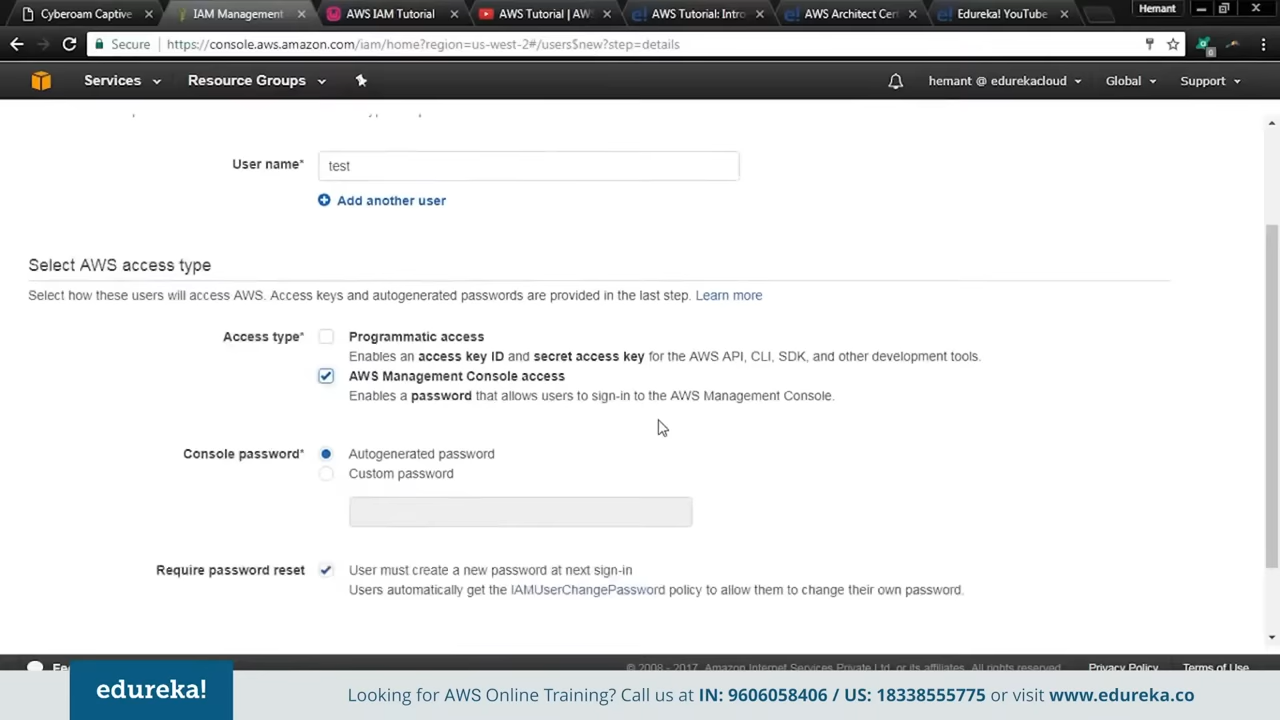 Cyberoam Captive
IAM Management
AWS IAM Tutorial
AWS Tutorial | AW
AWS Tutorial: Intro
AWS Architect Cert
Edureka! YouTube
Hemant
Secure
https://console.aws.amazon.com/iam/home?region=us-west-2#/users$new?step=details
Services
Resource Groups
hemant @ edurekacloud
Global
Support
User name*
test
Add another user
Select AWS access type
Select how these users will access AWS. Access keys and autogenerated passwords are provided in the last step. Learn more
Access type*
Programmatic access
Enables an access key ID and secret access key for the AWS API, CLI, SDK, and other development tools.
AWS Management Console access
Enables a password that allows users to sign-in to the AWS Management Console.
Console password*
Autogenerated password
Custom password
Require password reset
User must create a new password at next sign-in
Users automatically get the IAMUserChangePassword policy to allow them to change their own password.
© 2008 - 2017, Amazon Internet Services Private Ltd. or its affiliates. All rights reserved.
Privacy Policy
Terms of Use
edureka!
Looking for AWS Online Training? Call us at IN: 9606058406 / US: 18338555775 or visit www.edureka.co